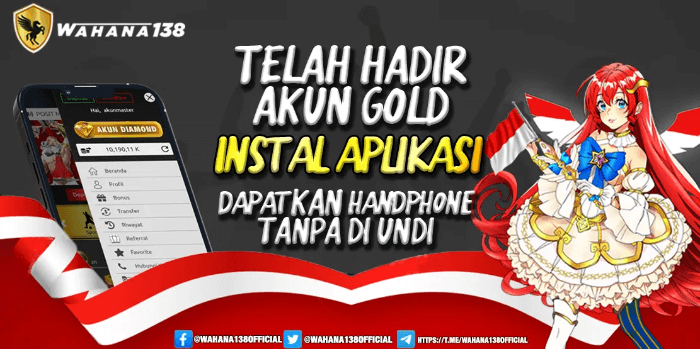 WAHANA138
TELAH HADIR
AKUN GOLD
INSTAL APLIKASI
DAPATKAN HANDPHONE
TANPA DI UNDI
Hai, akunmaster
AKUN DIAMOND
10,190.11 K
Beranda
Profil
Bonus
Transfer
Riwayat
Referral
Favorite
@WAHANA138OFFICIAL
@WAHANA138OFFICIAL
HTTPS://T.ME/WAHANA138OFFICIAL